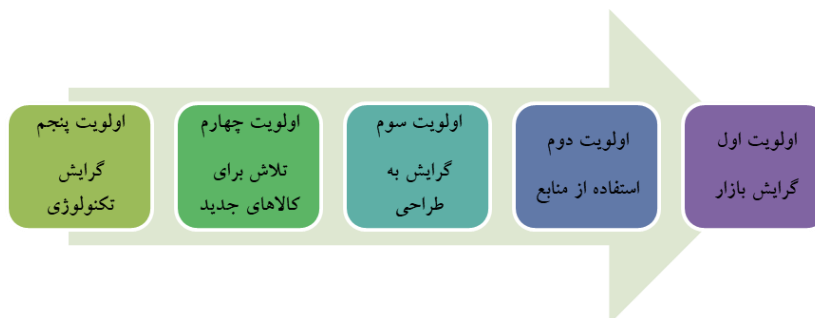 اولویت اول
گرایش بازار
اولویت دوم
استفاده از منابع
اولویت سوم
گرایش به
طراحی
اولویت چهارم
تلاش برای
کالاهای جدید
اولویت پنجم
گرایش
تکنولوژی